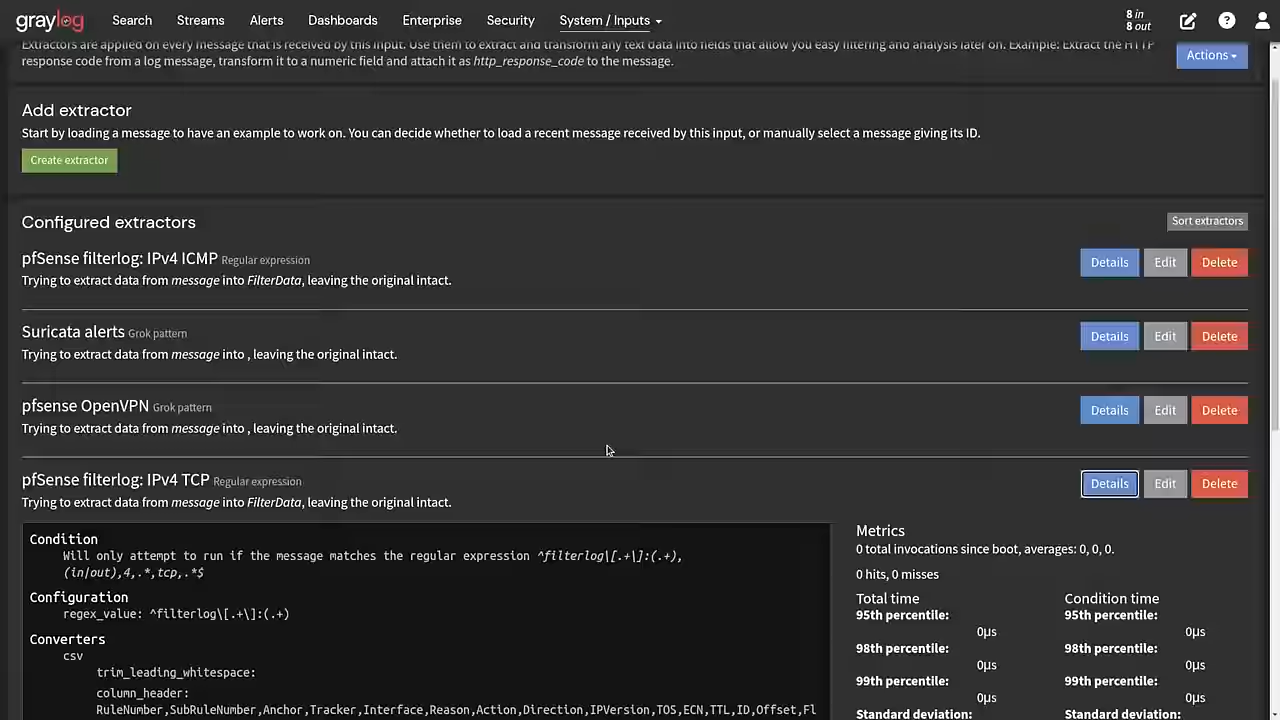 graylog Search Streams Alerts Dashboards Enterprise Security System / Inputs 8 in
8 out
Extractors are applied on every message that is received by this input. Use them to extract and transform any text data into fields that allow you easy filtering and analysis later on. Example: Extract the HTTP
response code from a log message, transform it to a numeric field and attach it as http_response_code to the message.
Actions
Add extractor
Start by loading a message to have an example to work on. You can decide whether to load a recent message received by this input, or manually select a message giving its ID.
Create extractor
Configured extractors
Sort extractors
pfSense filterlog: IPv4 ICMP Regular expression
Details Edit Delete
Trying to extract data from message into FilterData, leaving the original intact.
Suricata alerts Grok pattern
Details Edit Delete
Trying to extract data from message into , leaving the original intact.
pfsense OpenVPN Grok pattern
Details Edit Delete
Trying to extract data from message into , leaving the original intact.
pfSense filterlog: IPv4 TCP Regular expression
Details Edit Delete
Trying to extract data from message into FilterData, leaving the original intact.
Condition
Will only attempt to run if the message matches the regular expression ^filterlog\[.+\]:(.+),
(in|out),4,.*,tcp,.*$
Configuration
regex_value: ^filterlog\[.+\]:(.+)
Converters
csv
trim_leading_whitespace:
column_header:
RuleNumber,SubRuleNumber,Anchor,Tracker,Interface,Reason,Action,Direction,IPVersion,TOS,ECN,TTL,ID,Offset,Fl
Metrics
0 total invocations since boot, averages: 0, 0, 0.
0 hits, 0 misses
Total time Condition time
95th percentile: 95th percentile:
0μs 0μs
98th percentile: 98th percentile:
0μs 0μs
99th percentile: 99th percentile:
0μs 0μs
Standard deviation: Standard deviation: